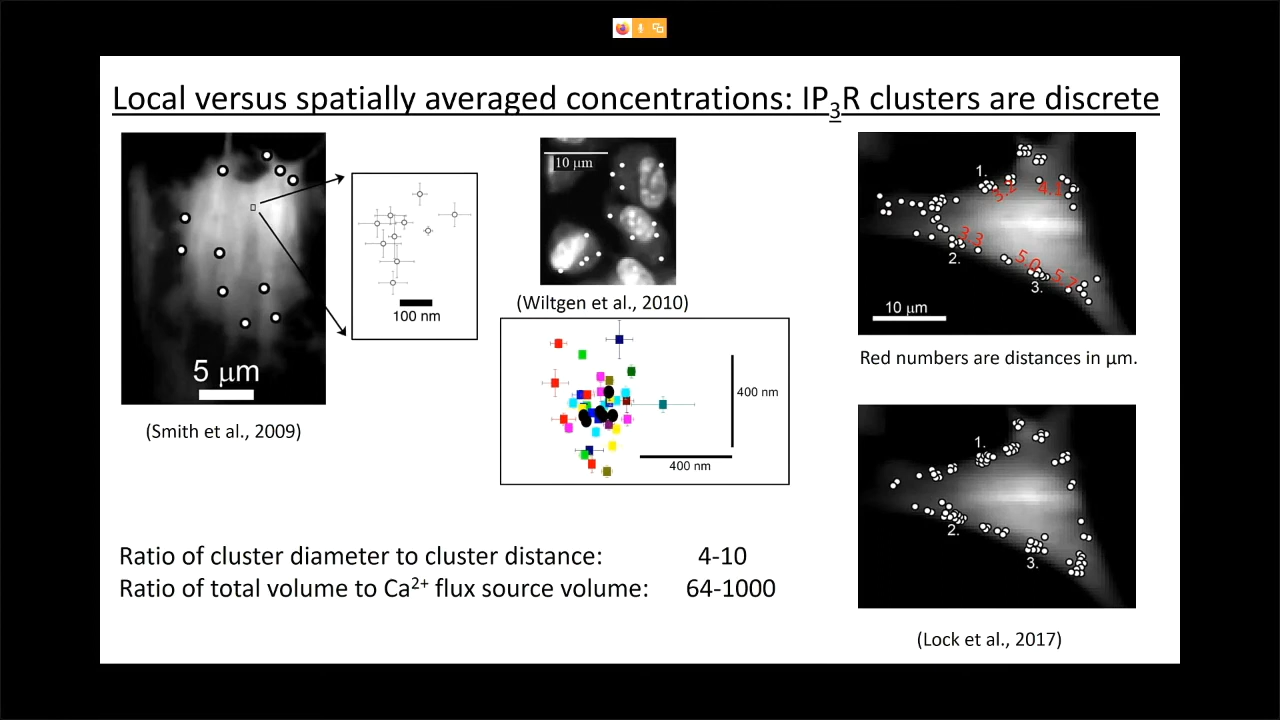 Local versus spatially averaged concentrations: IP₃R clusters are discrete
5 μm
(Smith et al., 2009)
100 nm
10 μm
(Wiltgen et al., 2010)
400 nm
400 nm
1.
5.2
4.1
3.3
2.
5.0
5.7
3.
10 μm
Red numbers are distances in μm.
1.
2.
3.
(Lock et al., 2017)
Ratio of cluster diameter to cluster distance: 4-10
Ratio of total volume to Ca²⁺ flux source volume: 64-1000